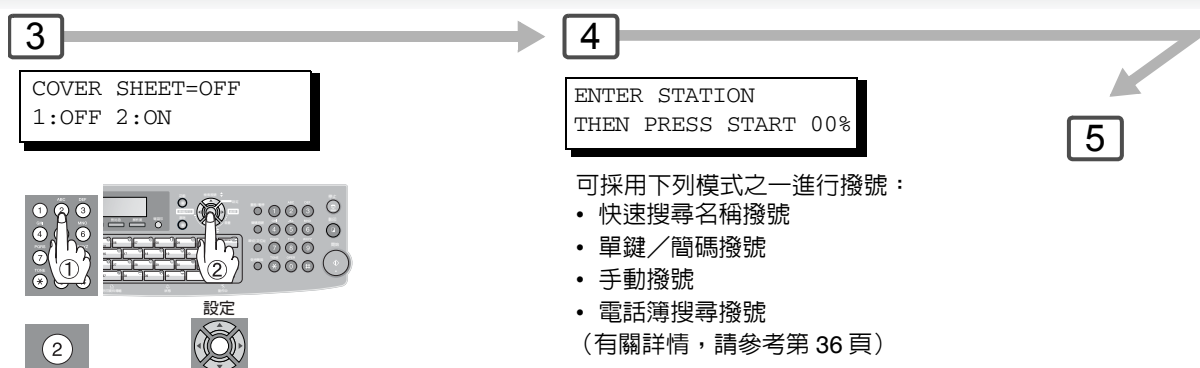 3
COVER SHEET=OFF
1:OFF 2:ON
ABC
①
②
設定
2
4
ENTER STATION
THEN PRESS START 00%
可採用下列模式之一進行撥號：
• 快速搜尋名稱撥號
• 單鍵／簡碼撥號
• 手動撥號
• 電話簿搜尋撥號
（有關詳情，請參考第 36 頁）
5